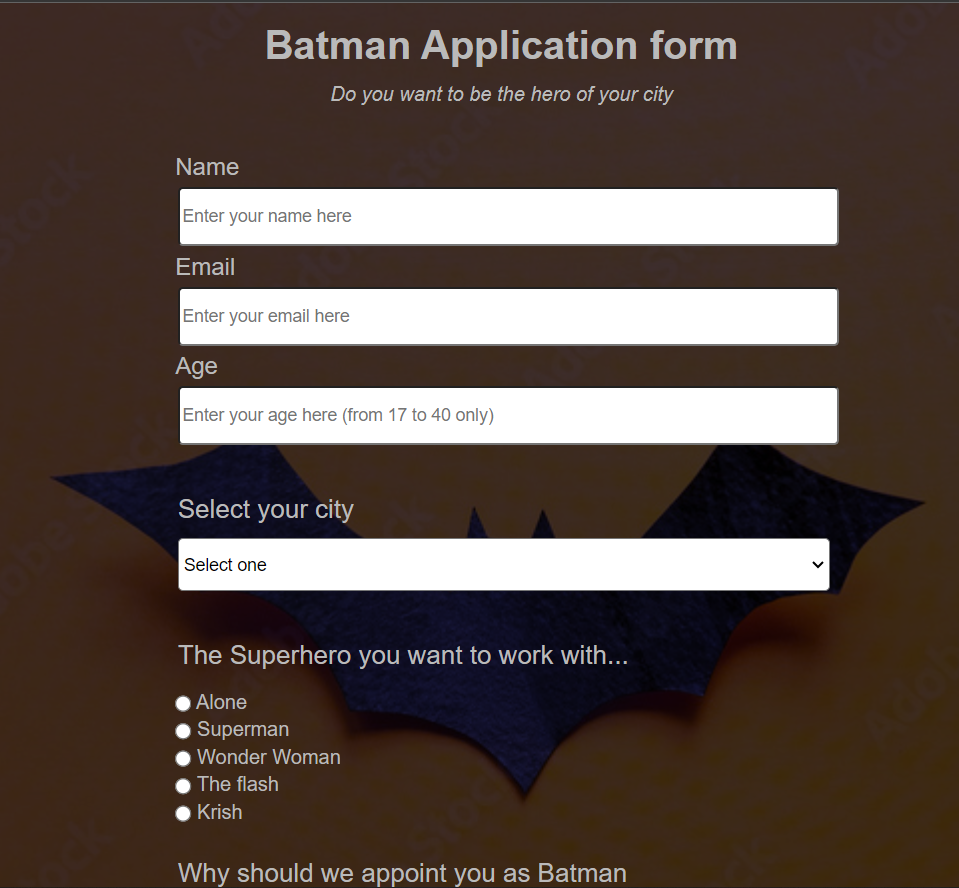 Batman Application form
Do you want to be the hero of your city
Name
Enter your name here
Email
Enter your email here
Age
Enter your age here (from 17 to 40 only)
Select your city
Select one
The Superhero you want to work with...
Alone
Superman
Wonder Woman
The flash
Krish
Why should we appoint you as Batman